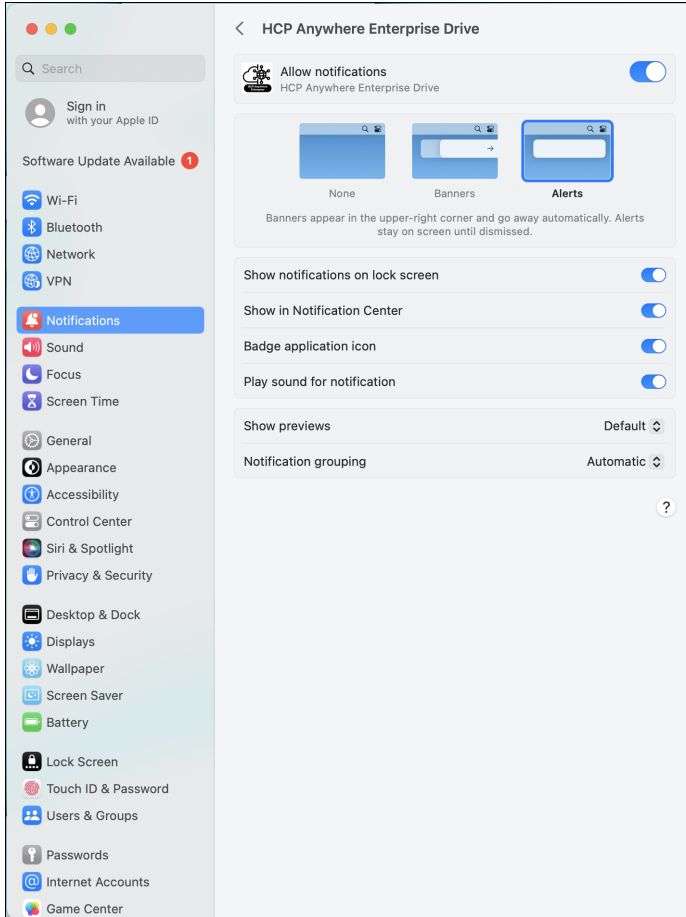 HCP Anywhere Enterprise Drive
Search
Sign in
with your Apple ID
Software Update Available 1
Wi-Fi
Bluetooth
Network
VPN
Notifications
Sound
Focus
Screen Time
General
Appearance
Accessibility
Control Center
Siri & Spotlight
Privacy & Security
Desktop & Dock
Displays
Wallpaper
Screen Saver
Battery
Lock Screen
Touch ID & Password
Users & Groups
Passwords
Internet Accounts
Game Center
Allow notifications
HCP Anywhere Enterprise Drive
None
Banners
Alerts
Banners appear in the upper-right corner and go away automatically. Alerts
stay on screen until dismissed.
Show notifications on lock screen
Show in Notification Center
Badge application icon
Play sound for notification
Show previews Default
Notification grouping Automatic
?